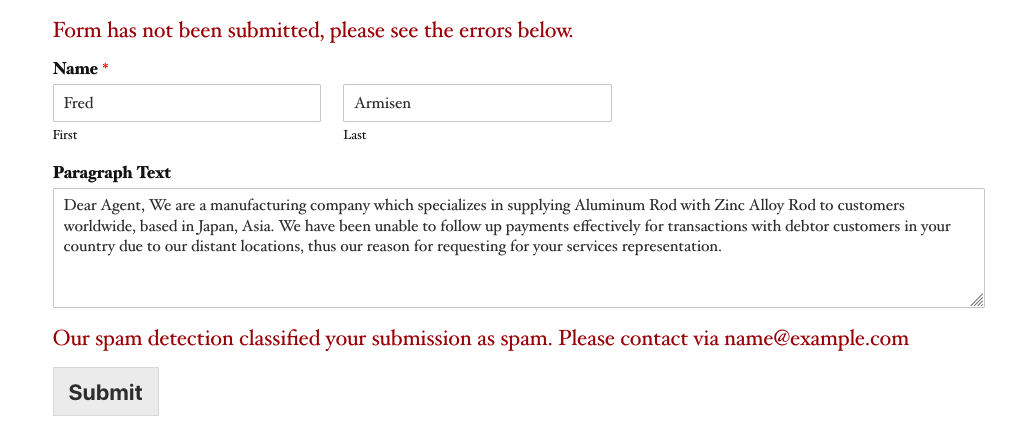 Form has not been submitted, please see the errors below.
Name *
Fred Armisen
First Last
Paragraph Text
Dear Agent, We are a manufacturing company which specializes in supplying Aluminum Rod with Zinc Alloy Rod to customers
worldwide, based in Japan, Asia. We have been unable to follow up payments effectively for transactions with debtor customers in your
country due to our distant locations, thus our reason for requesting for your services representation.
Our spam detection classified your submission as spam. Please contact via name@example.com
Submit